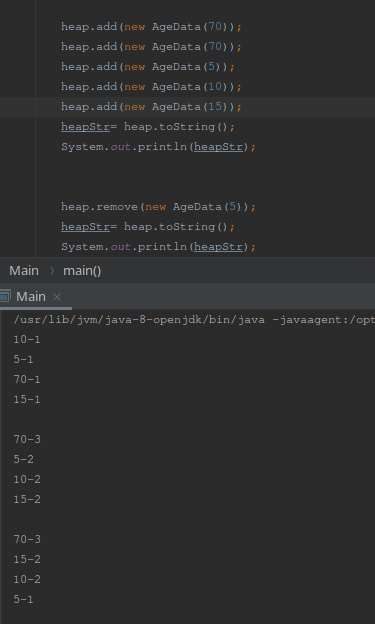 heap.add(new AgeData(70));
heap.add(new AgeData(70));
heap.add(new AgeData(5));
heap.add(new AgeData(10));
heap.add(new AgeData(15));
heapStr= heap.toString();
System.out.println(heapStr);
heap.remove(new AgeData(5));
heapStr= heap.toString();
System.out.println(heapStr);
Main › main()
Main ×
/usr/lib/jvm/java-8-openjdk/bin/java -javaagent:/opt
10-1
5-1
70-1
15-1
70-3
5-2
10-2
15-2
70-3
15-2
10-2
5-1